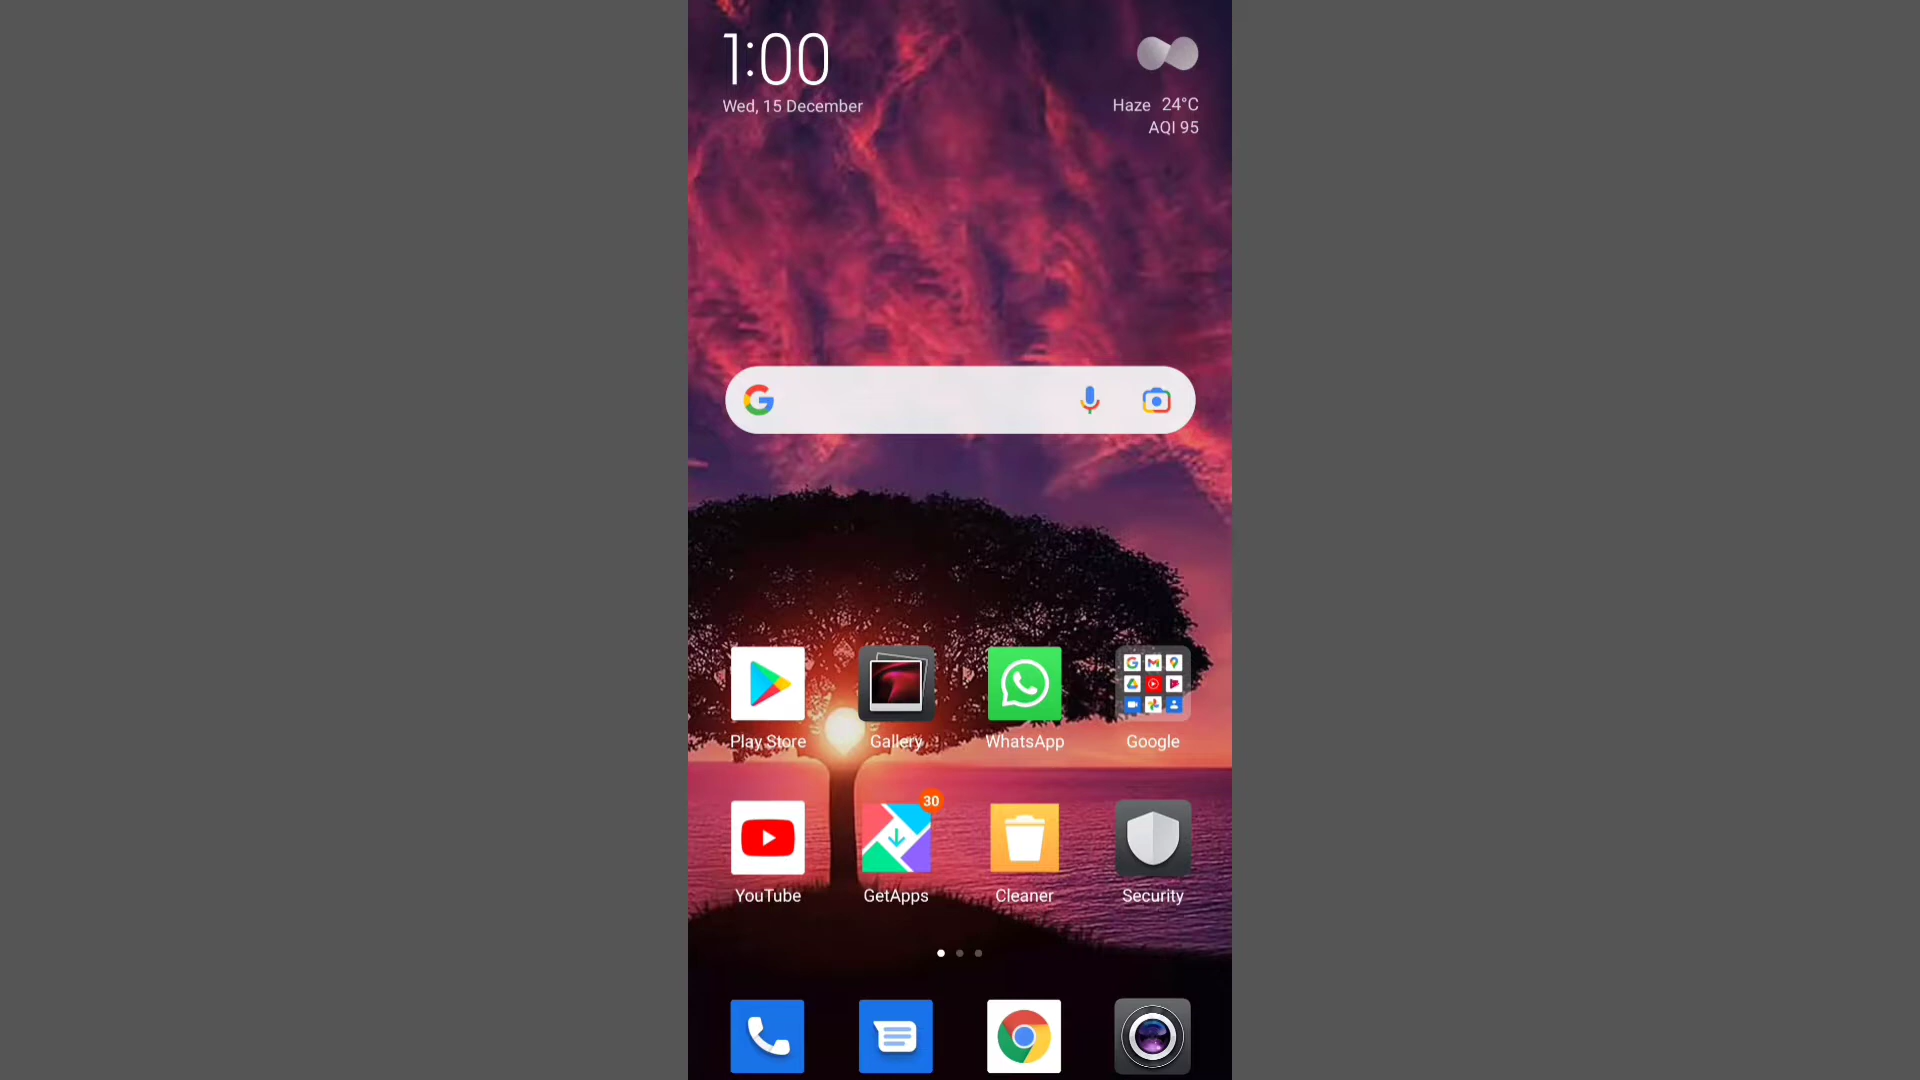 1:00
Wed, 15 December
Haze 24°C
AQI 95
Play Store
Gallery
WhatsApp
Google
30
YouTube
GetApps
Cleaner
Security